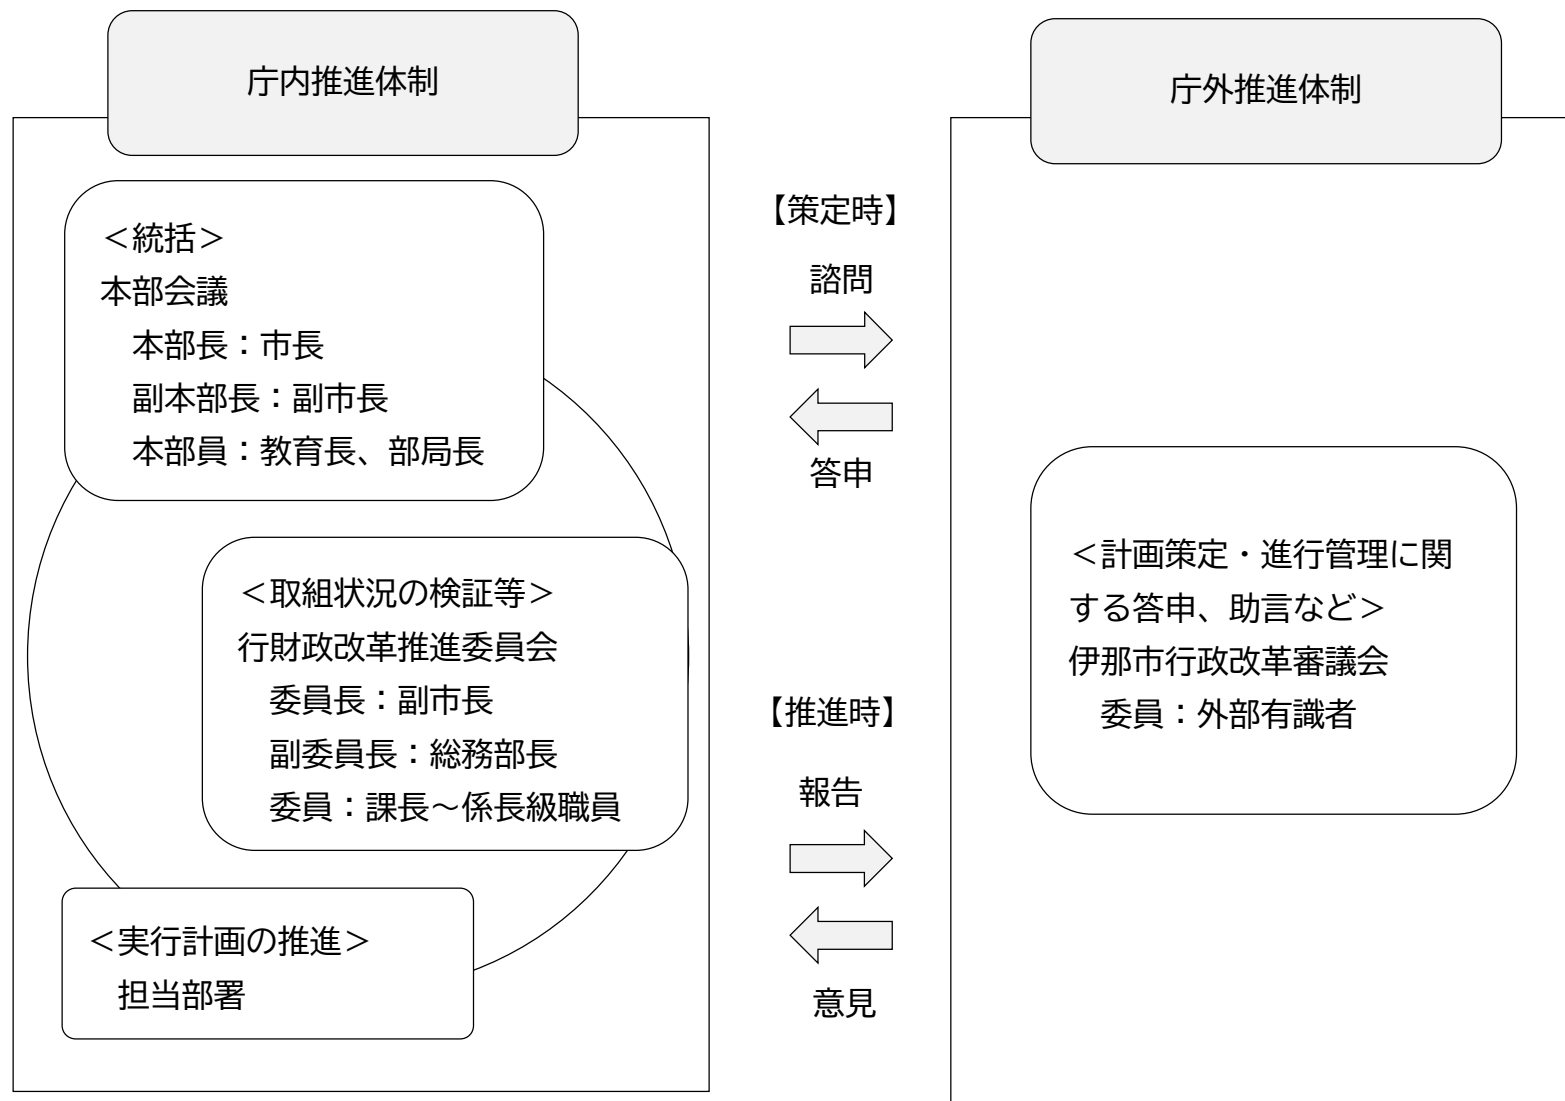 庁内推進体制
＜統括＞
本部会議
本部長：市長
副本部長：副市長
本部員：教育長、部局長
＜取組状況の検証等＞
行財政改革推進委員会
委員長：副市長
副委員長：総務部長
委員：課長～係長級職員
＜実行計画の推進＞
担当部署
【策定時】
諮問
答申
【推進時】
報告
意見
庁外推進体制
＜計画策定・進行管理に関
する答申、助言など＞
伊那市行政改革審議会
委員：外部有識者